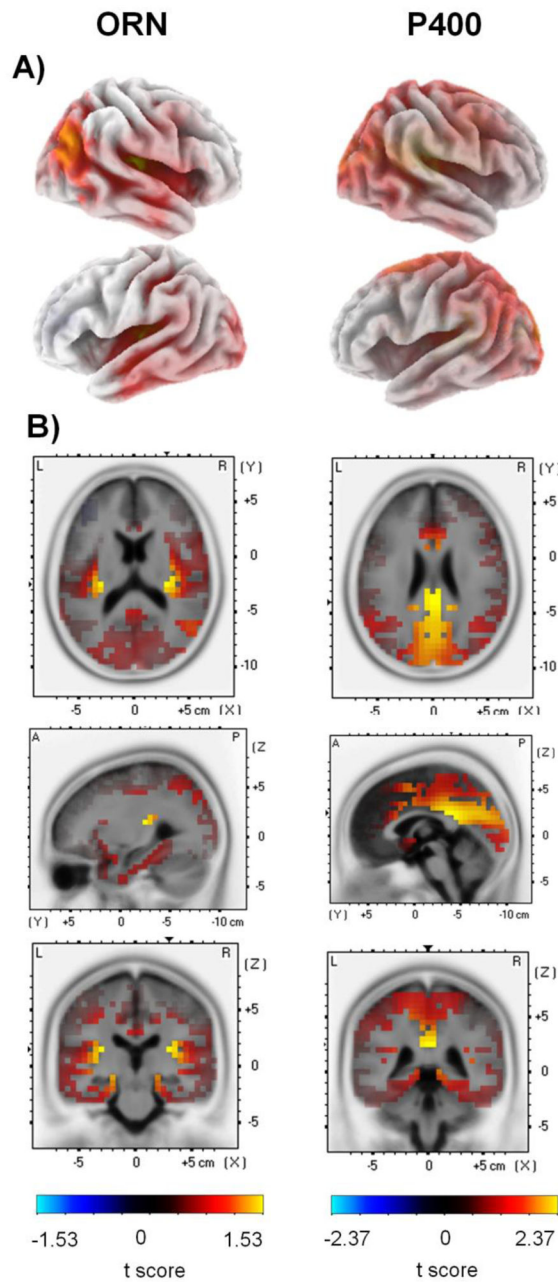 ORN P400
A)
B)
L R (Y) L R (Y)
+5 +5
0 0
-5 -5
-10 -10
-5 0 +5 cm (X) -5 0 +5 cm (X)
A P (Z A P (Z
+5 +5
0 0
-5 -5
(Y) +5 0 -5 -10 cm (Y) +5 0 -5 -10 cm
L R (Z) L R (Z)
+5 +5
0 0
-5 -5
-5 0 +5 cm (X) -5 0 +5 cm (X)
-1.53 0 1.53 -2.37 0 2.37
t score t score